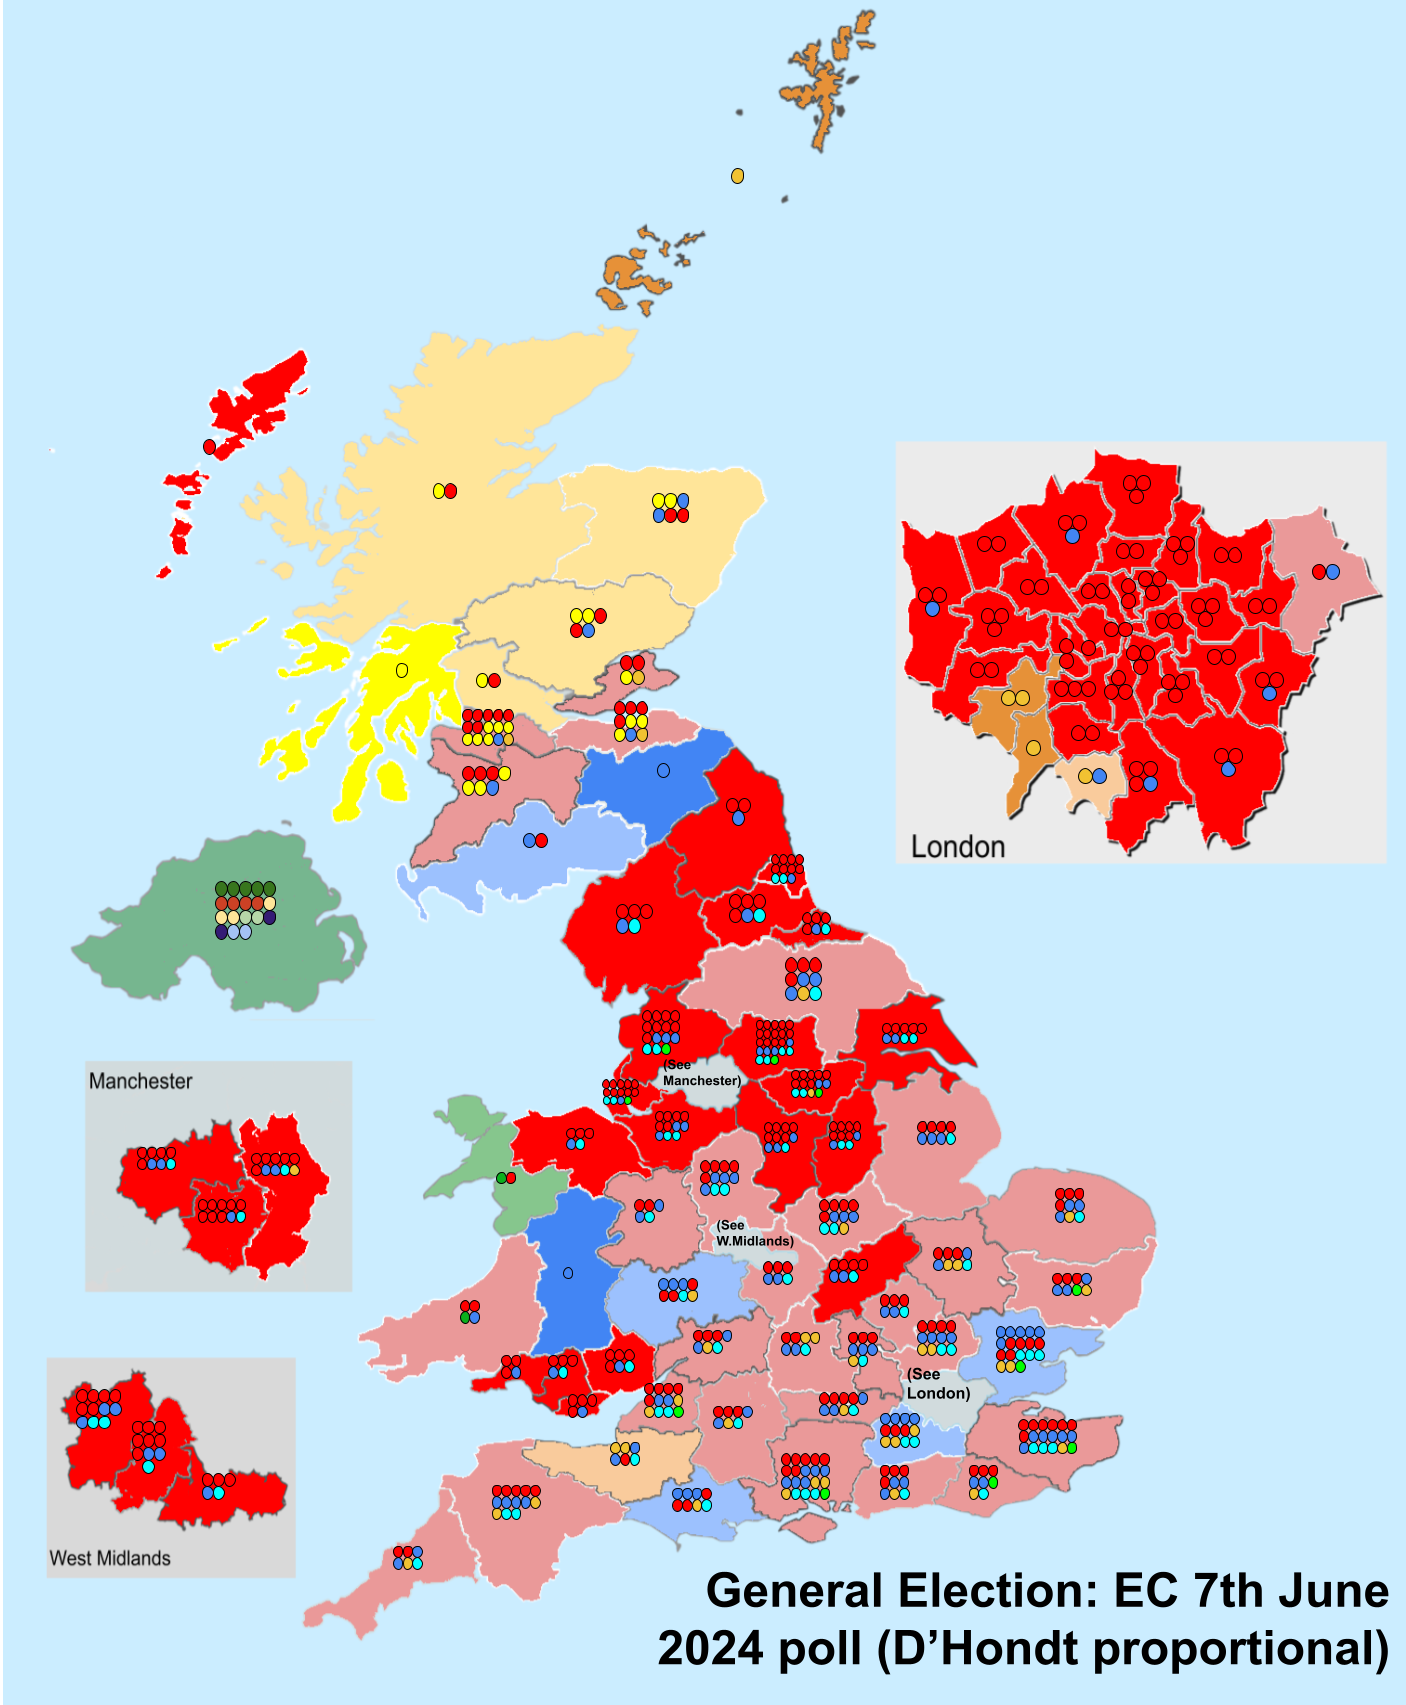 London
(See
Manchester)
Manchester
(See
W.Midlands)
(See
London)
West Midlands
General Election: EC 7th June
2024 poll (D’Hondt proportional)